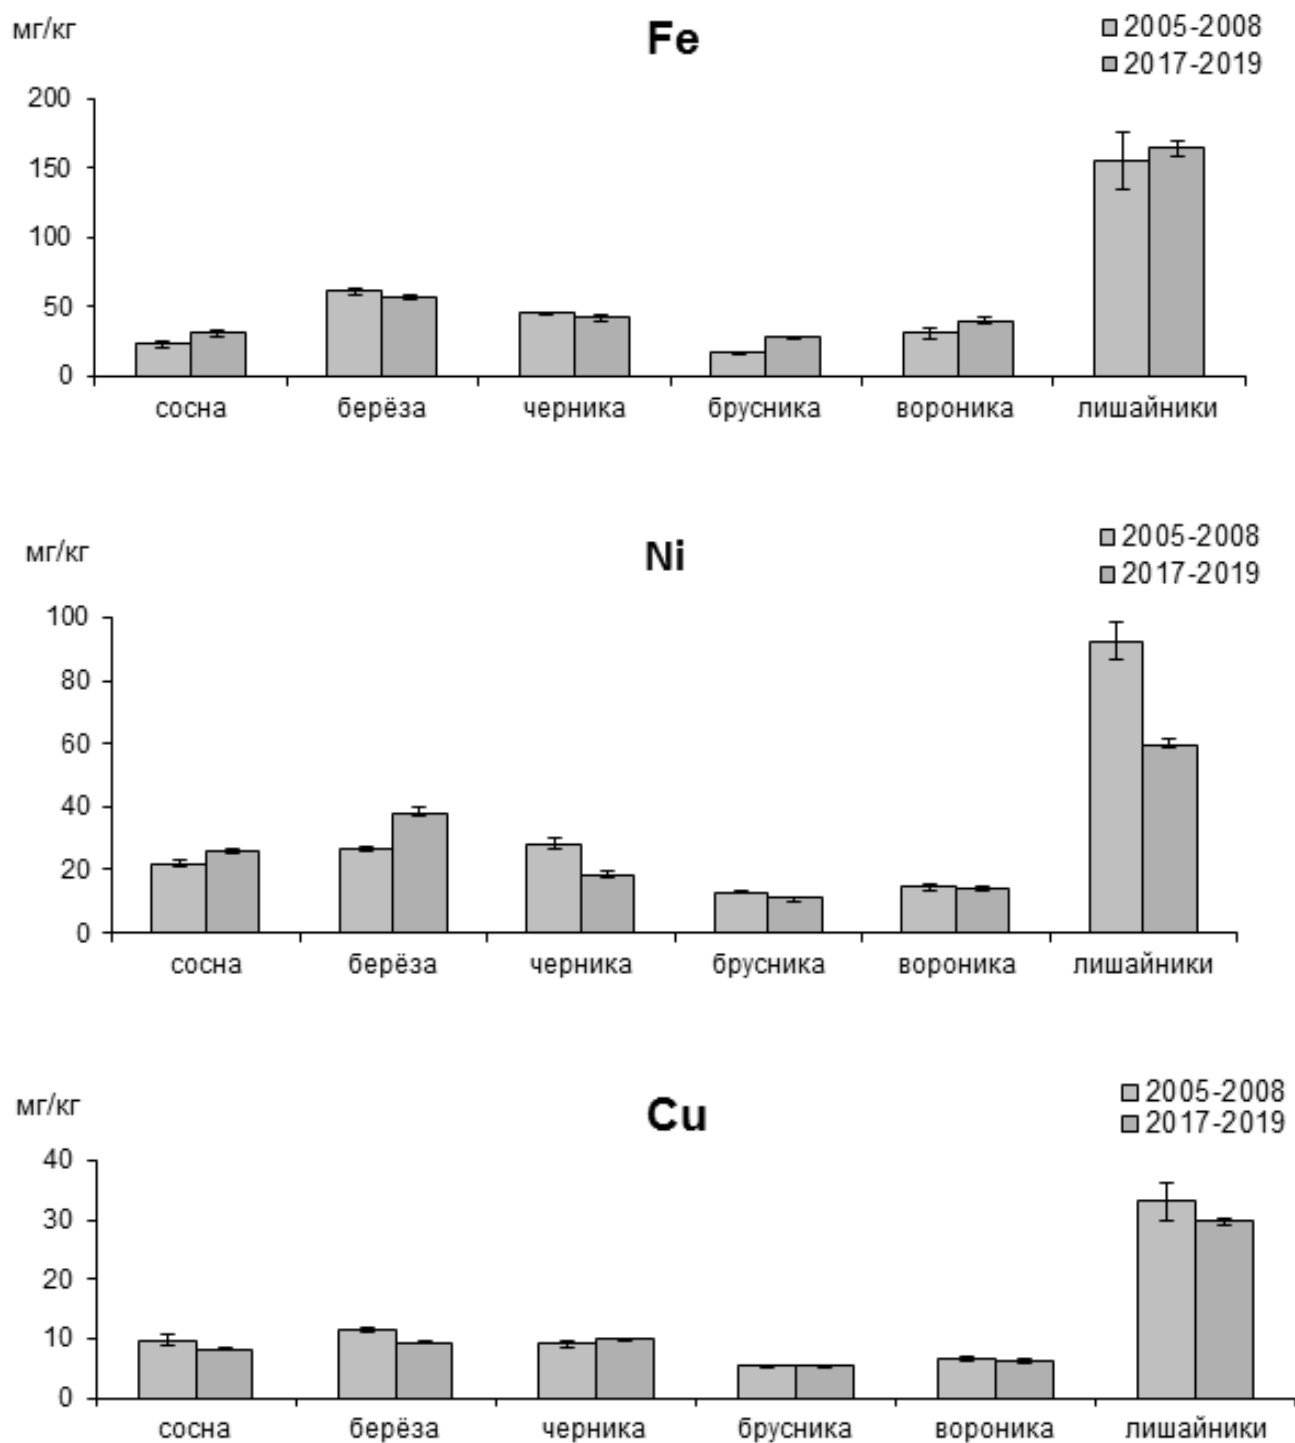 мг/кг
Fe
2005-2008
2017-2019
200
150
100
50
0
сосна берёза черника брусника вороника лишайники
мг/кг
Ni
2005-2008
2017-2019
100
80
60
40
20
0
сосна берёза черника брусника вороника лишайники
мг/кг
Cu
2005-2008
2017-2019
40
30
20
10
0
сосна берёза черника брусника вороника лишайники